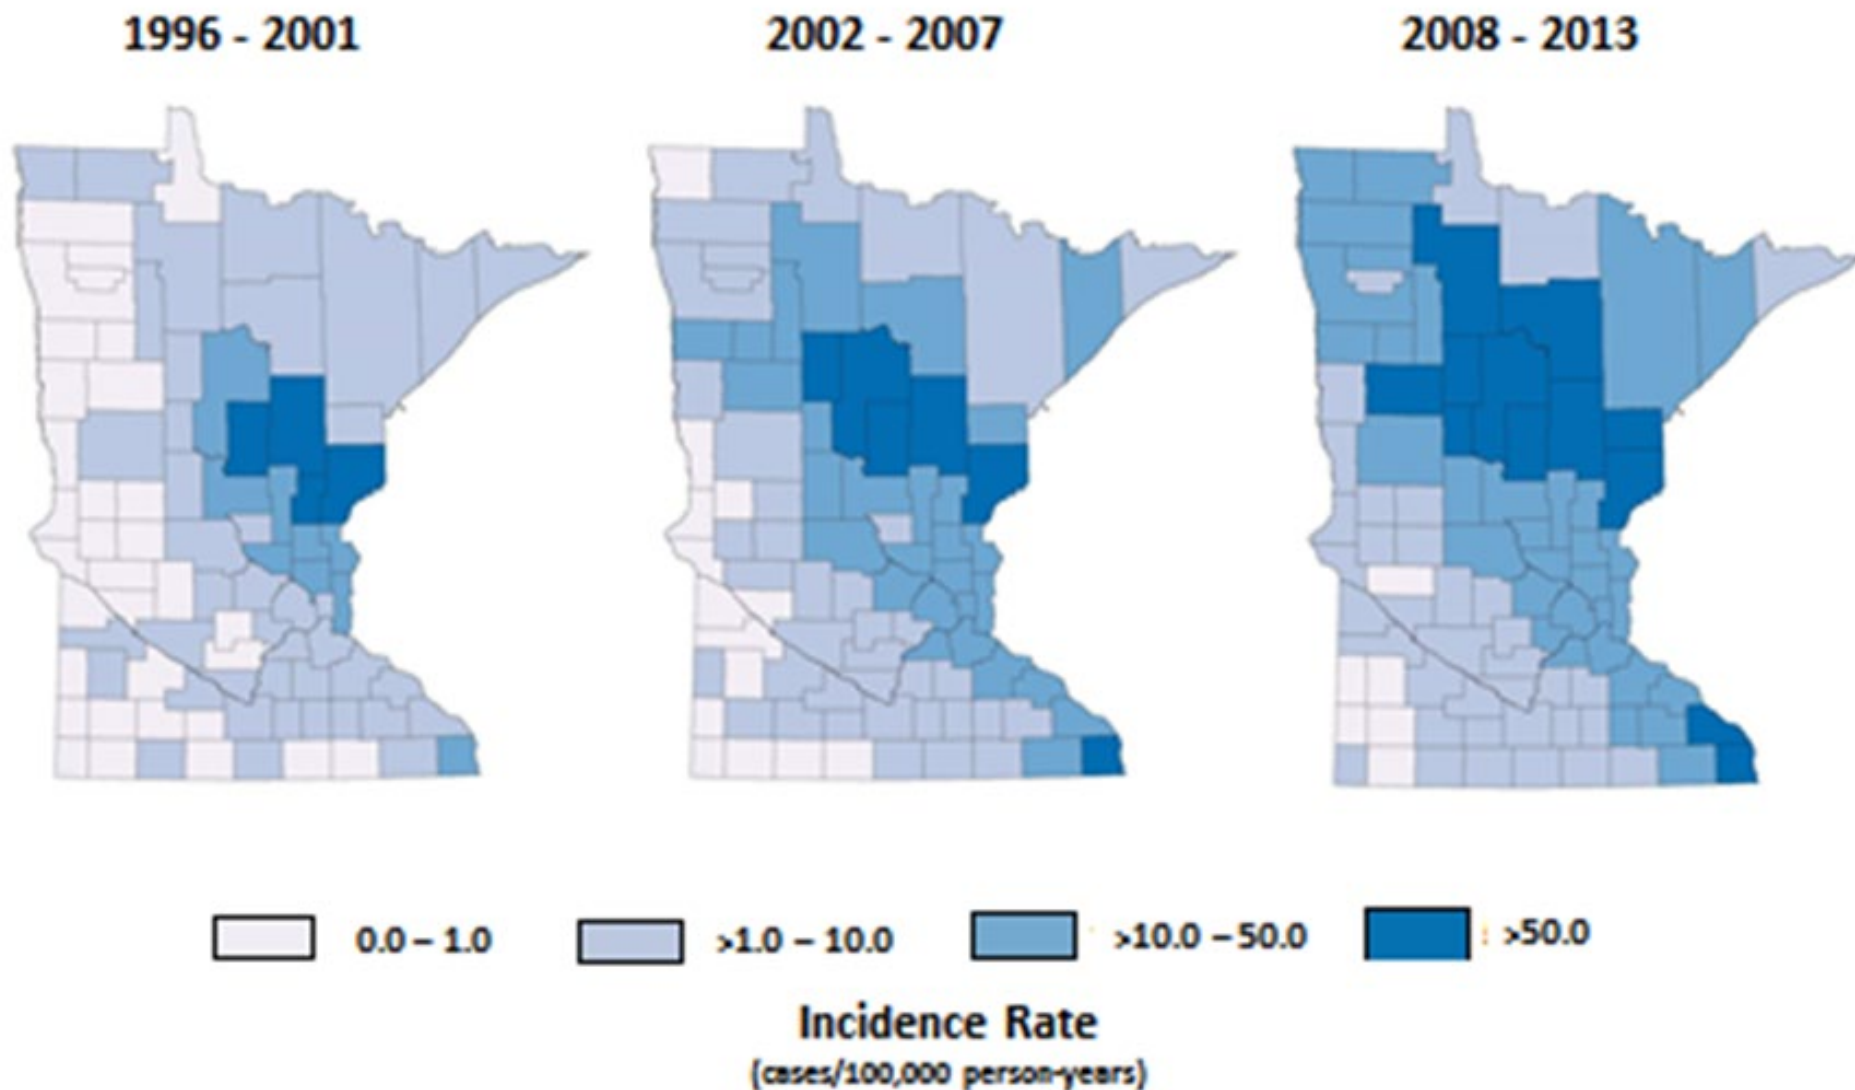 1996 - 2001
2002 - 2007
2008 - 2013
0.0 – 1.0
>1.0 – 10.0
>10.0 – 50.0
>50.0
Incidence Rate
(cases/100,000 person-years)